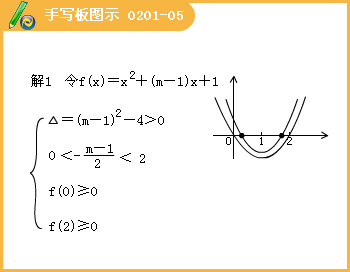 手写板图示 0201-05
解1 令f(x)=x²+(m-1)x+1
△=(m-1)²-4>0
0<-\frac{m-1}{2}<2
f(0)≥0
f(2)≥0
0 1 2